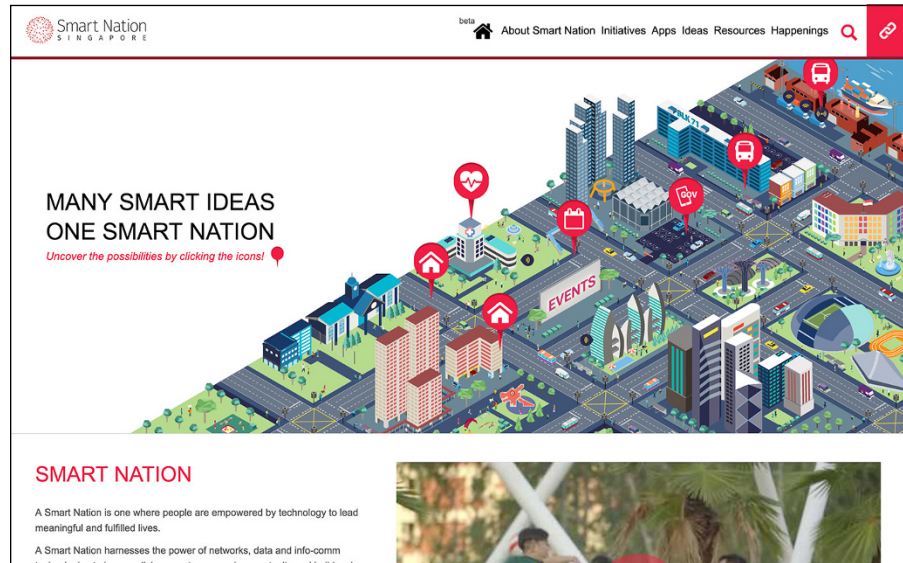 Smart Nation
SINGAPORE
beta
About Smart Nation Initiatives Apps Ideas Resources Happenings
BLK 71
GOV
MANY SMART IDEAS
ONE SMART NATION
Uncover the possibilities by clicking the icons!
EVENTS
SMART NATION
A Smart Nation is one where people are empowered by technology to lead
meaningful and fulfilled lives.
A Smart Nation harnesses the power of networks, data and info-comm